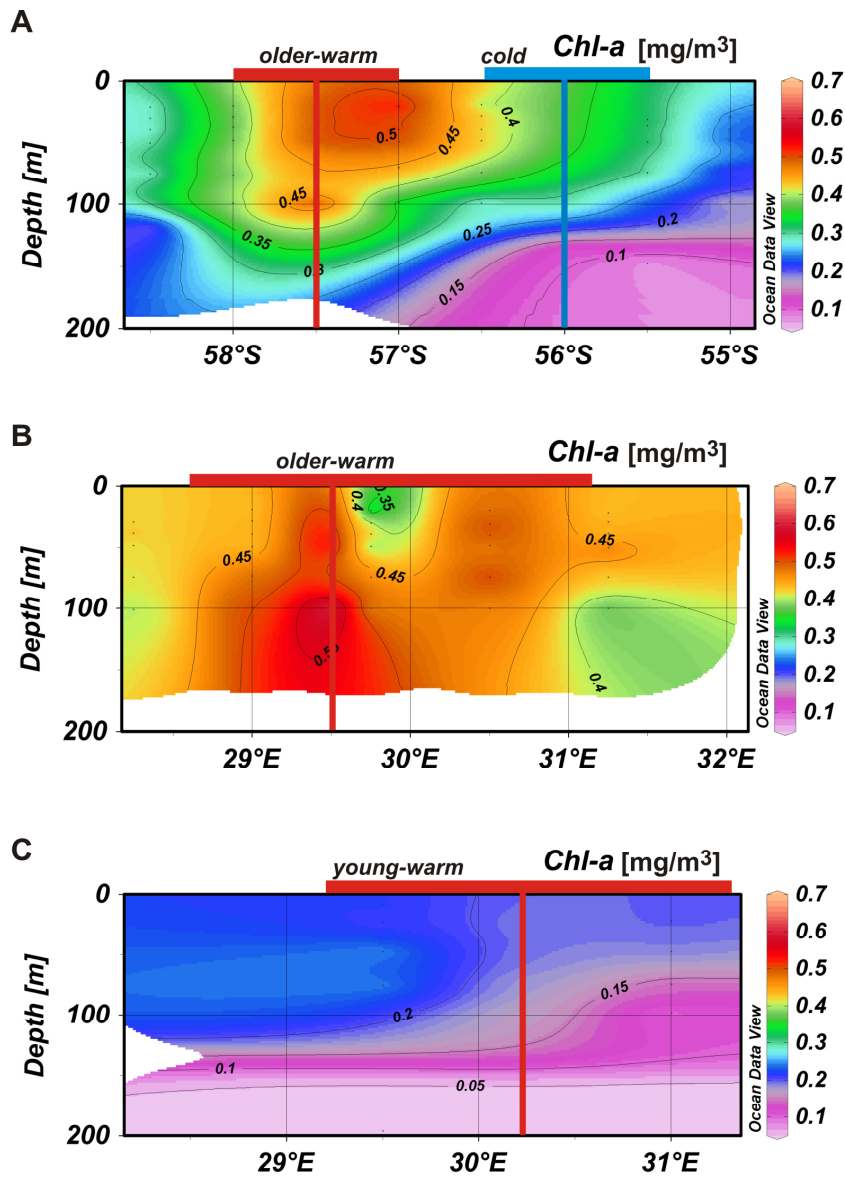 A
older-warm
cold
Chl-a [mg/m³]
0
100
200
Depth [m]
58°S
57°S
56°S
55°S
0.5
0.45
0.4
0.45
0.35
0.3
0.25
0.2
0.15
0.1
Ocean Data View
0.7
0.6
0.5
0.4
0.3
0.2
0.1
B
older-warm
Chl-a [mg/m³]
0
100
200
Depth [m]
29°E
30°E
31°E
32°E
0.4
0.35
0.45
0.45
0.45
0.4
Ocean Data View
0.7
0.6
0.5
0.4
0.3
0.2
0.1
C
young-warm
Chl-a [mg/m³]
0
100
200
Depth [m]
29°E
30°E
31°E
0.2
0.15
0.1
0.05
Ocean Data View
0.7
0.6
0.5
0.4
0.3
0.2
0.1